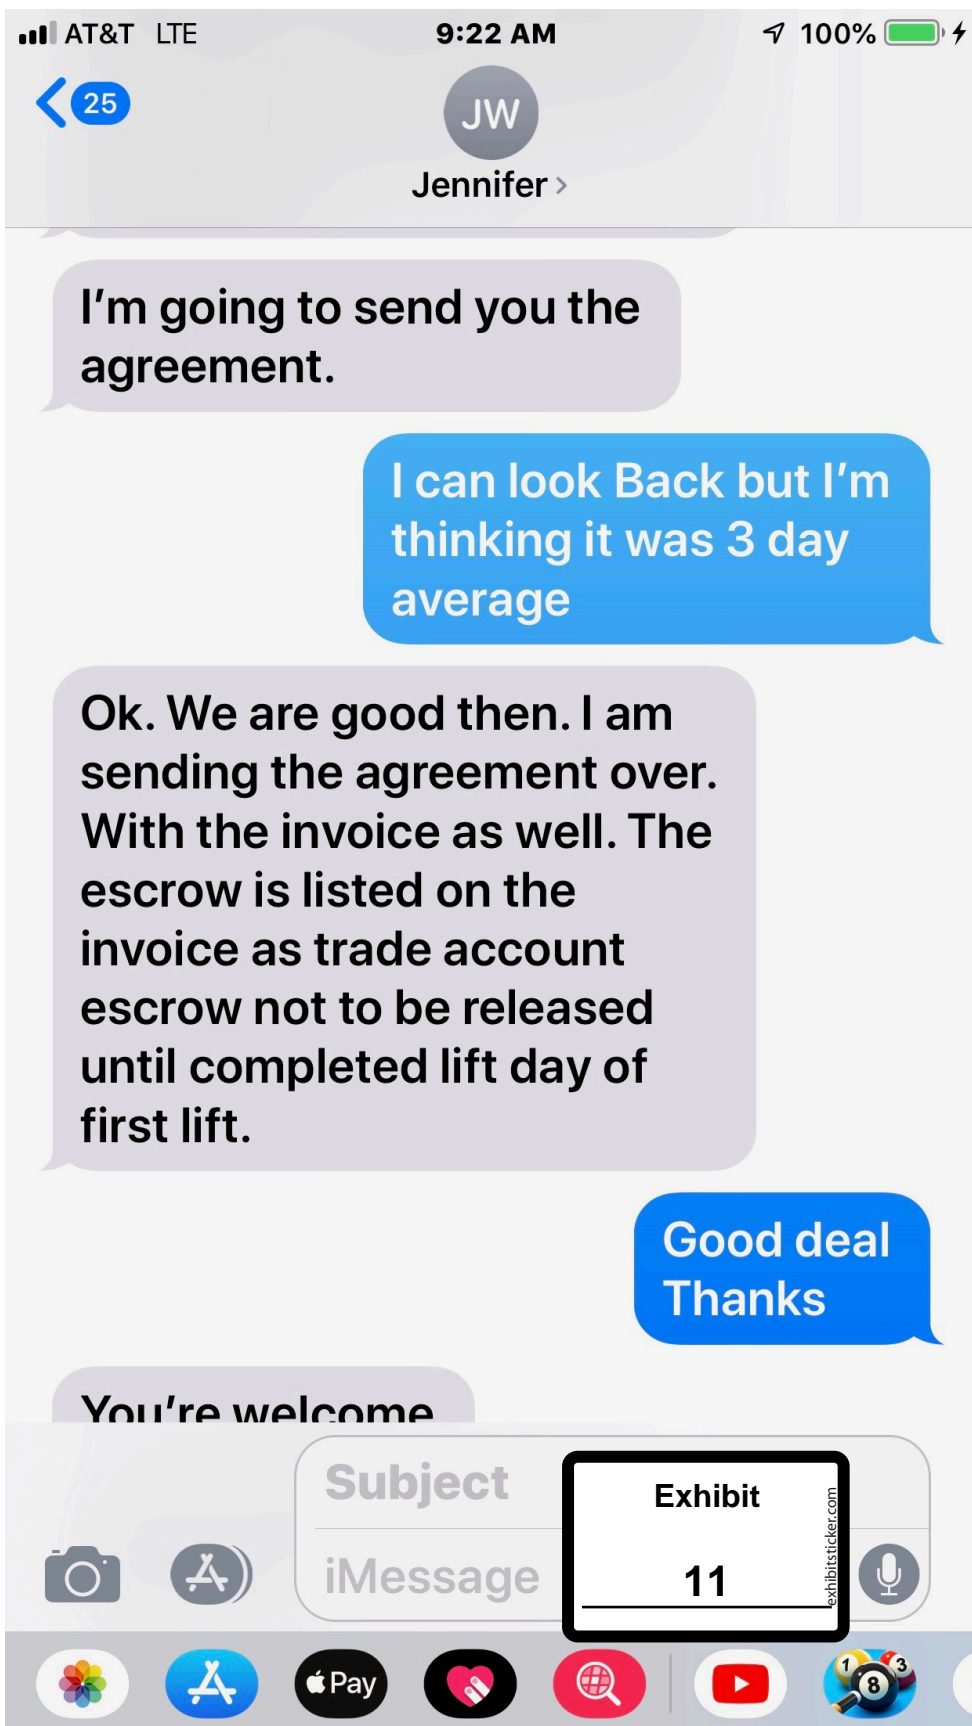 AT&T LTE 9:22 AM 100%
25
JW
Jennifer
I'm going to send you the
agreement.
I can look Back but I'm
thinking it was 3 day
average
Ok. We are good then. I am
sending the agreement over.
With the invoice as well. The
escrow is listed on the
invoice as trade account
escrow not to be released
until completed lift day of
first lift.
Good deal
Thanks
You're welcome
Subject
iMessage
Exhibit
11
exhibitsticker.com
Pay
1
3
8